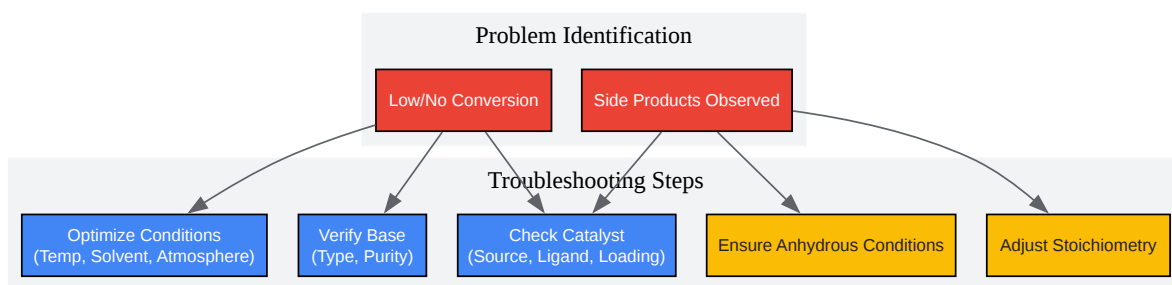 Problem Identification
Low/No Conversion
Side Products Observed
Troubleshooting Steps
Optimize Conditions
(Temp, Solvent, Atmosphere)
Verify Base
(Type, Purity)
Check Catalyst
(Source, Ligand, Loading)
Ensure Anhydrous Conditions
Adjust Stoichiometry